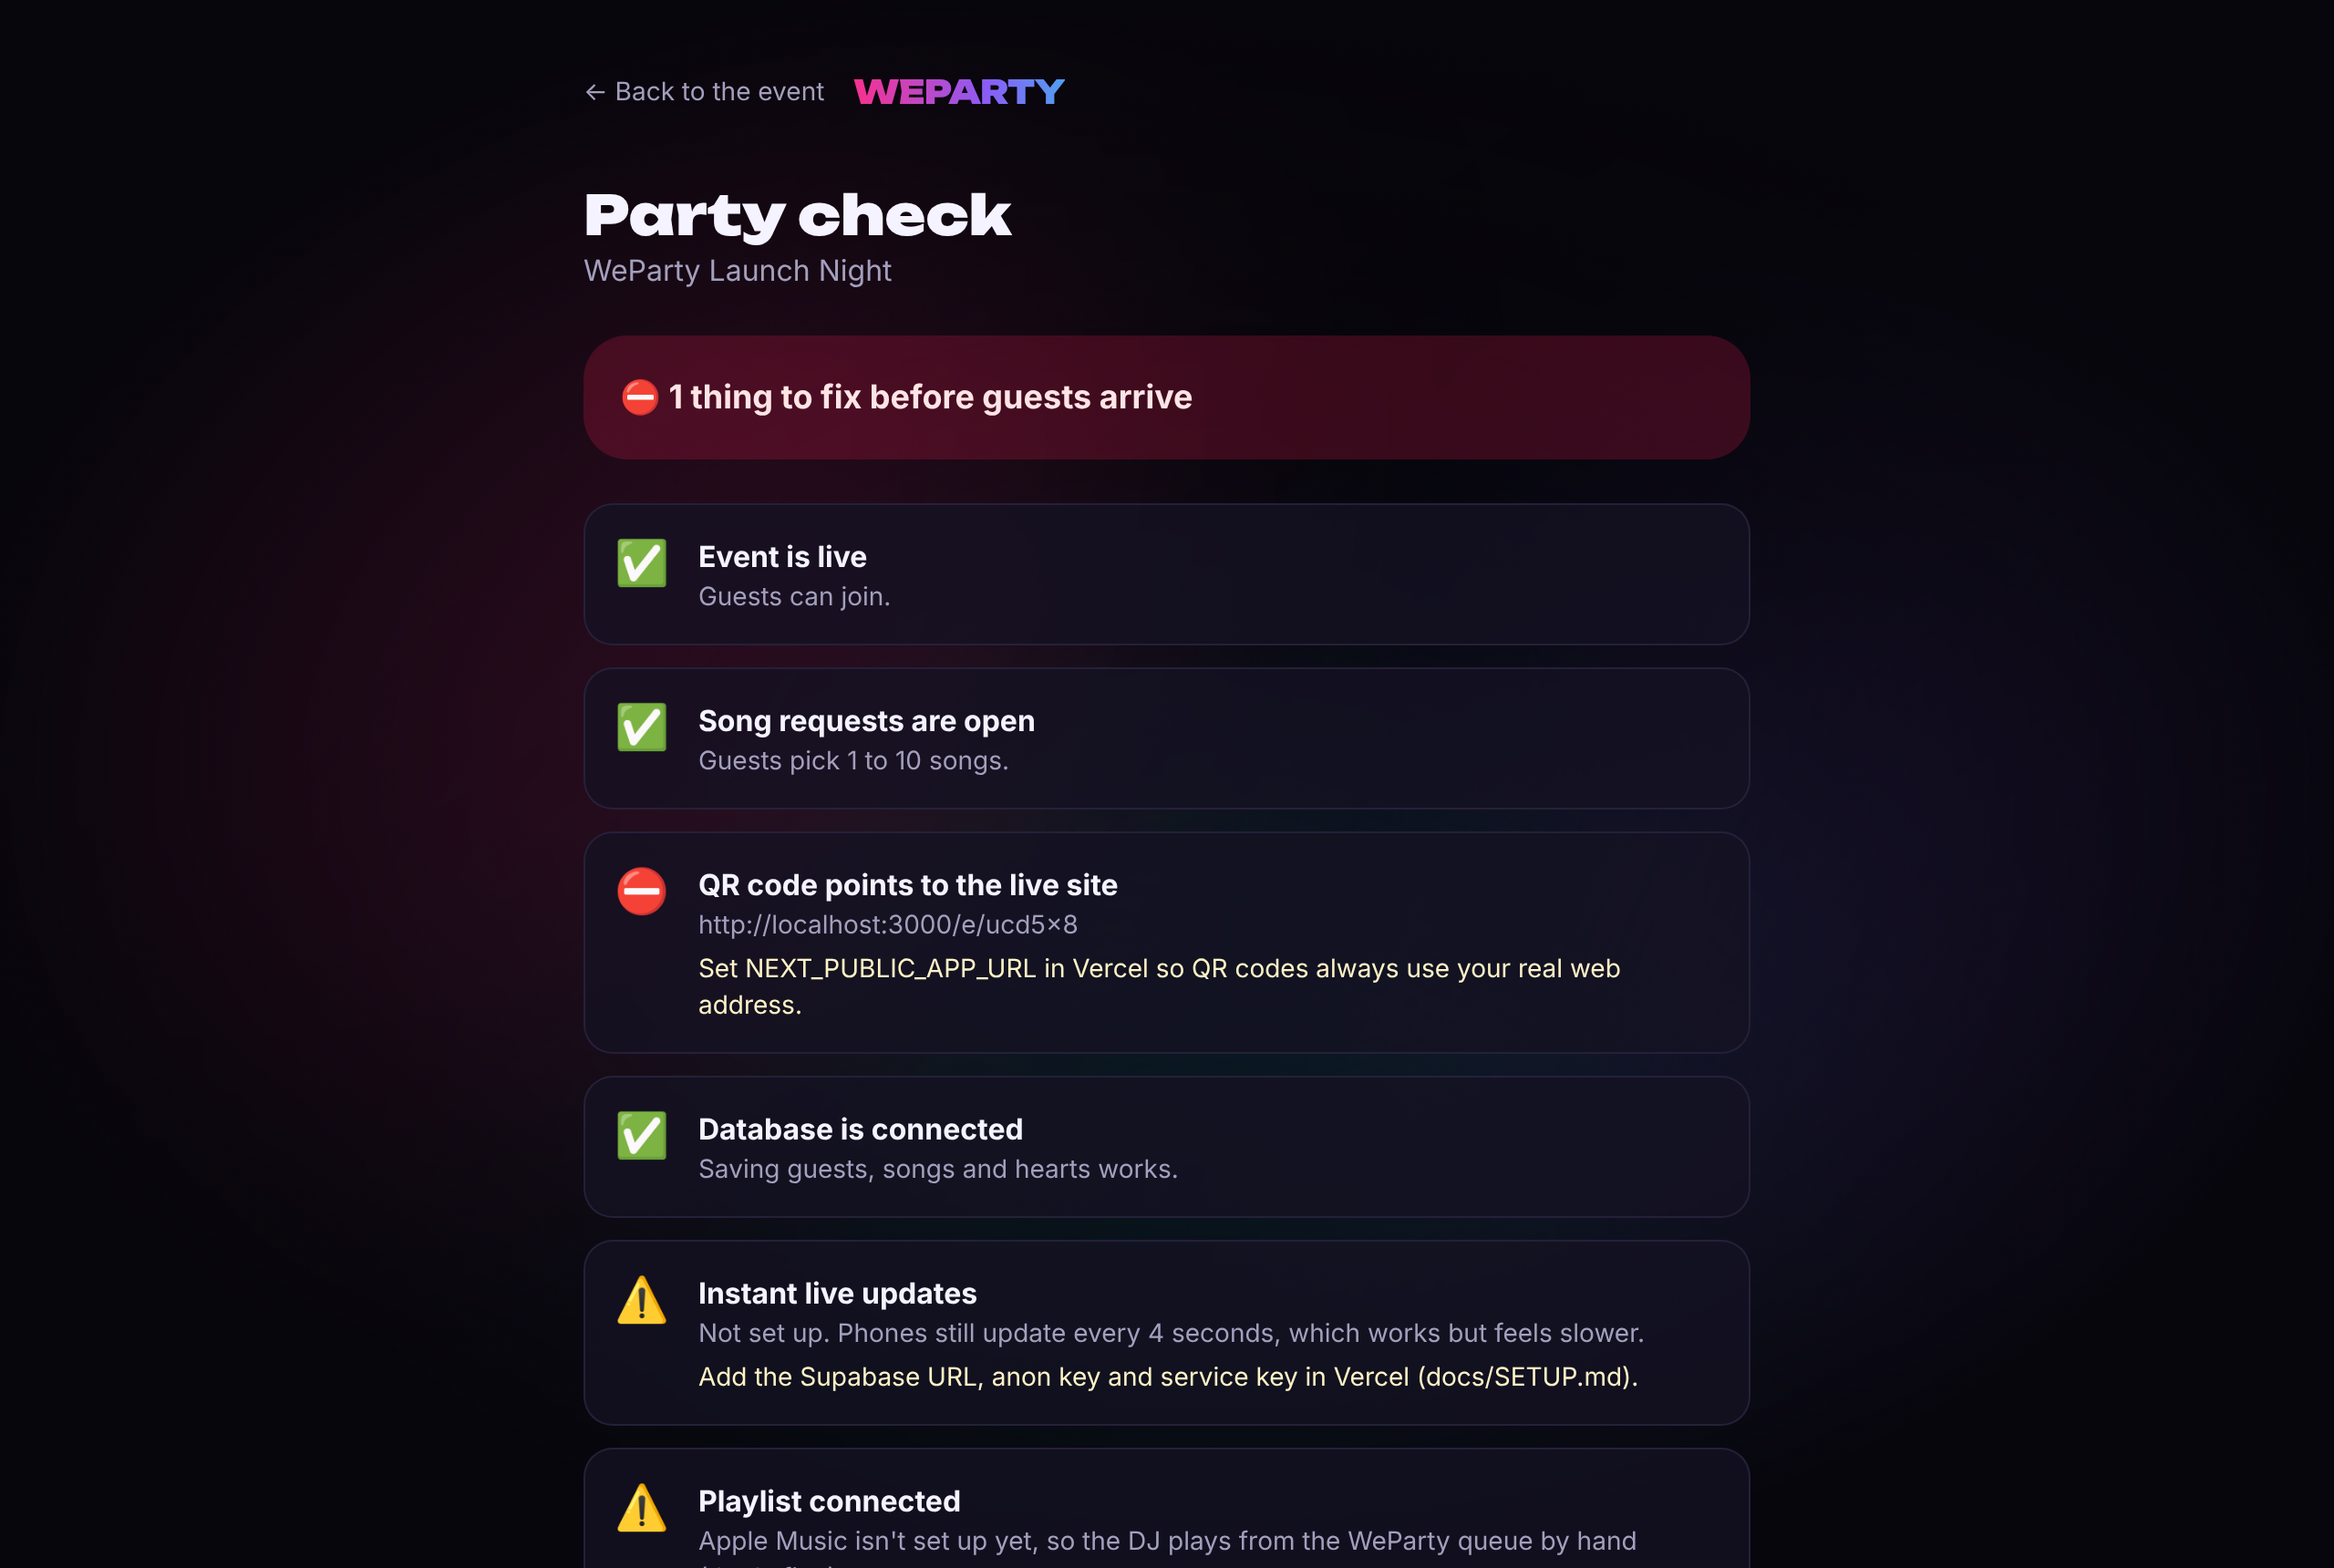 ← Back to the event WEPARTY
Party check
WeParty Launch Night
1 thing to fix before guests arrive
Event is live
Guests can join.
Song requests are open
Guests pick 1 to 10 songs.
QR code points to the live site
http://localhost:3000/e/ucd5×8
Set NEXT_PUBLIC_APP_URL in Vercel so QR codes always use your real web
address.
Database is connected
Saving guests, songs and hearts works.
Instant live updates
Not set up. Phones still update every 4 seconds, which works but feels slower.
Add the Supabase URL, anon key and service key in Vercel (docs/SETUP.md).
Playlist connected
Apple Music isn't set up yet, so the DJ plays from the WeParty queue by hand